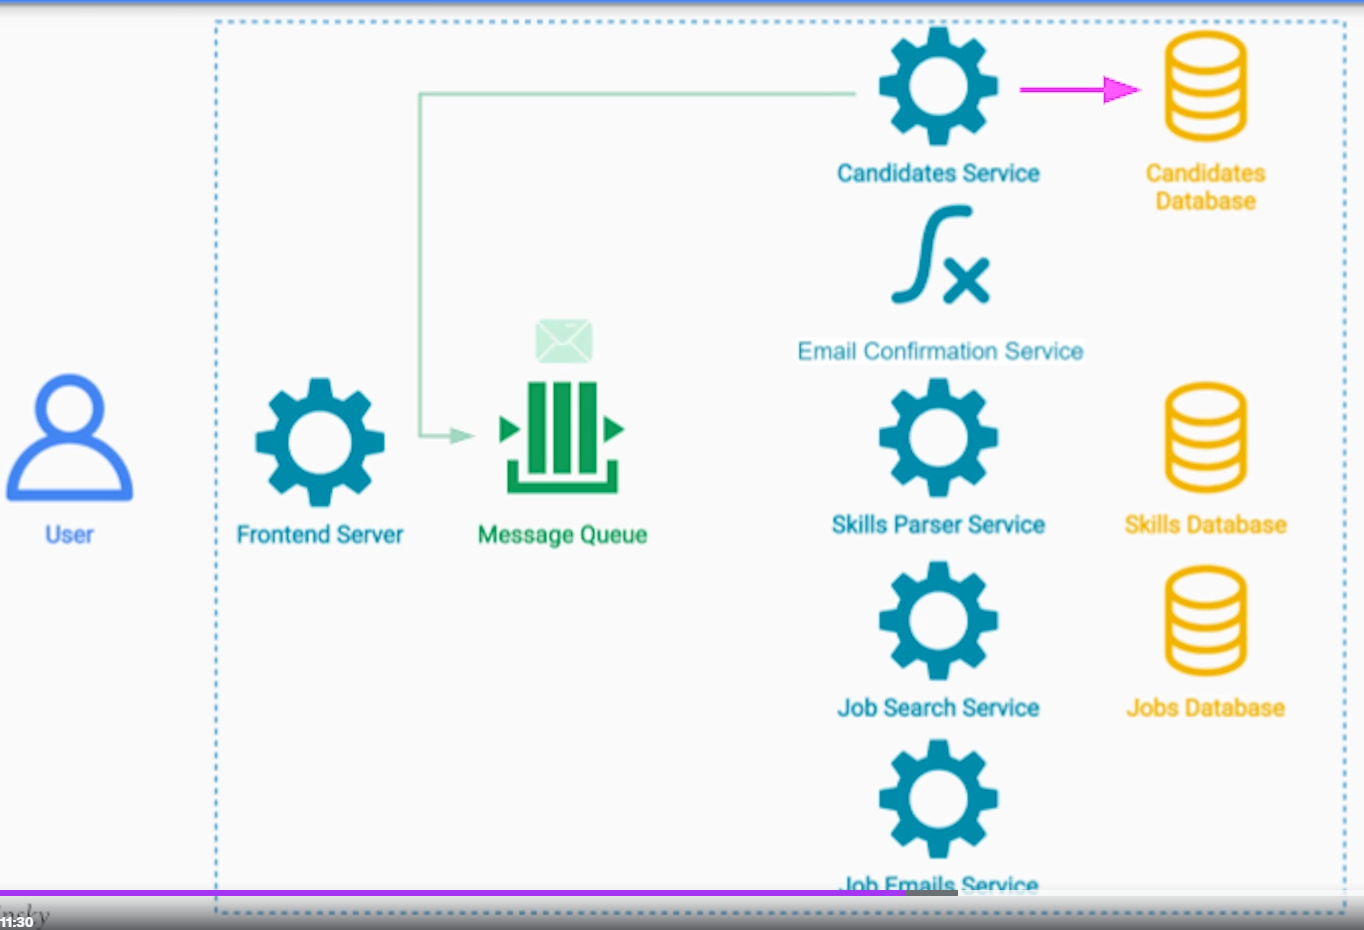 Candidates Service
Candidates
Database
Email Confirmation Service
User
Frontend Server
Message Queue
Skills Parser Service
Skills Database
Job Search Service
Jobs Database
Job Emails Service
11:30